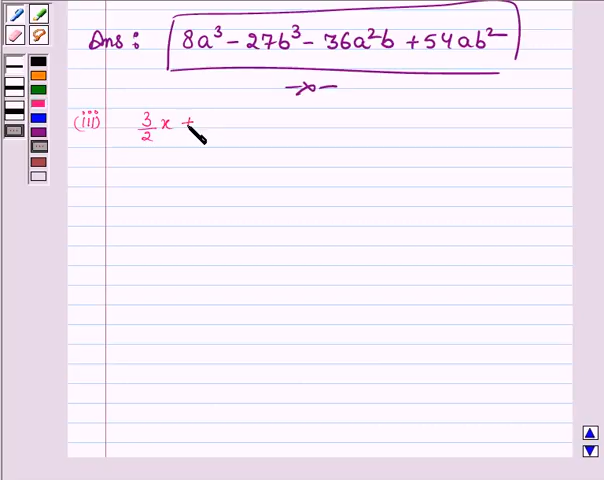 Ans : 8a³ - 27b³ - 36a²b + 54ab²
(iii) 3/2 x +